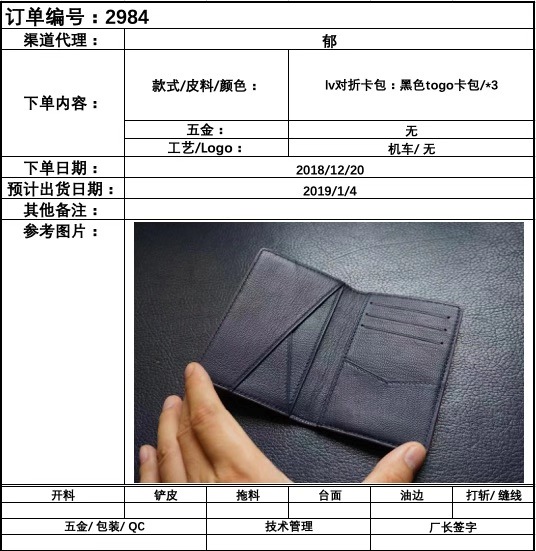 订单编号：2984
渠道代理：
郁
下单内容：
款式/皮料/颜色：
lv对折卡包：黑色togo卡包/*3
五金：
无
工艺/Logo：
机车/ 无
下单日期：
2018/12/20
预计出货日期：
2019/1/4
其他备注：
参考图片：
开料
铲皮
拖料
台面
油边
打斩/ 缝线
五金/ 包装/ QC
技术管理
厂长签字